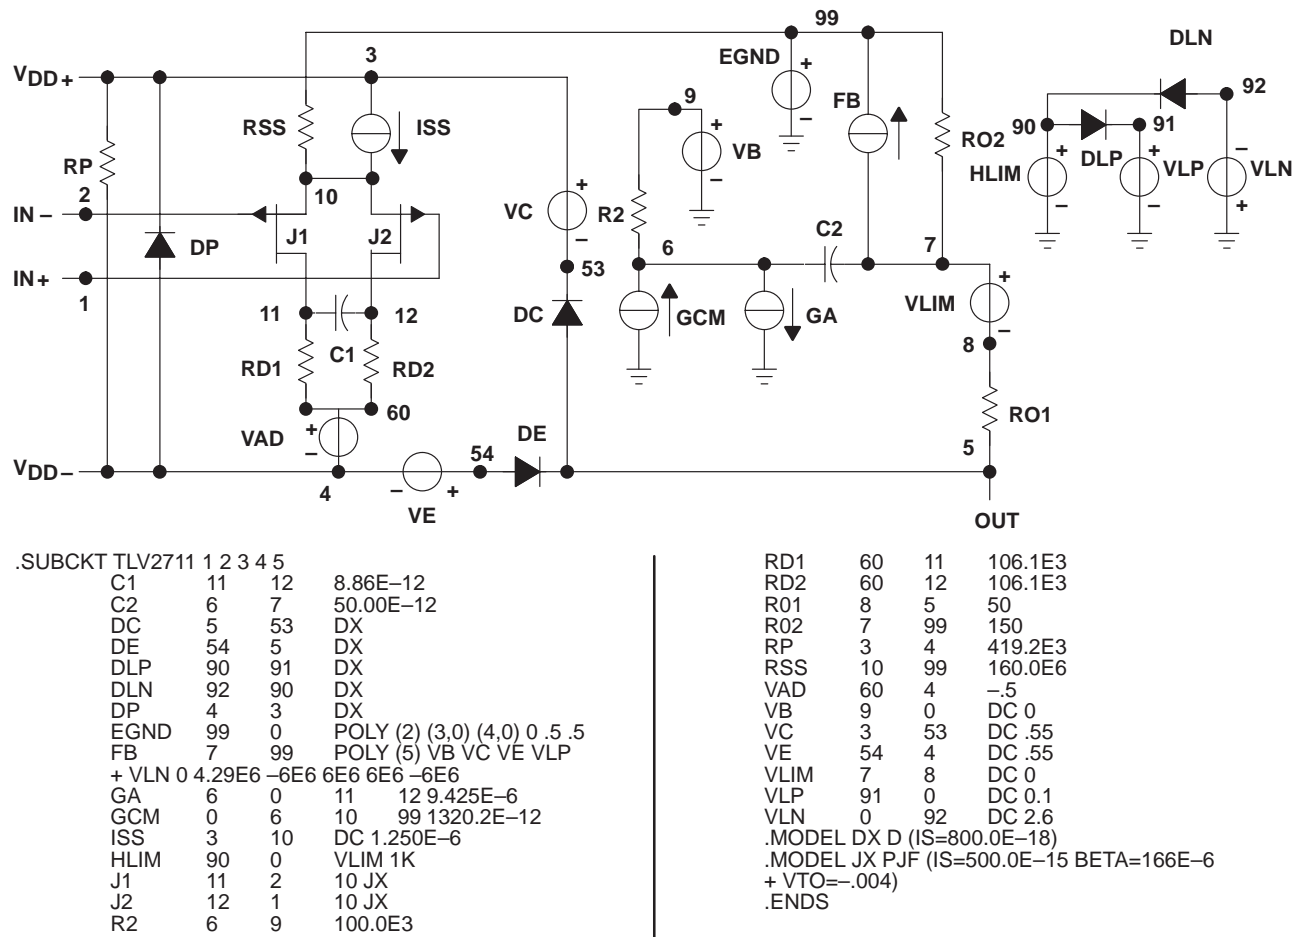 99
DLN
3
EGND
+
VDD+
92
9
FB
+
ISS
RSS
90
91
–
RO2
+
–
+
+
DLP
RP
VB
–
HLIM
VLP
VLN
10
2
+
R2
–
–
+
IN–
VC
C2
J1
J2
DP
–
6
7
IN+
53
+
1
VLIM
11
12
DC
GCM
GA
–
8
C1
RD1
RD2
60
RO1
+
VAD
DE
–
54
5
VDD–
4
–
+
VE
OUT
.SUBCKT TLV2711 1 2 3 4 5
C1 11 12 8.86E–12
C2 6 7 50.00E–12
DC 5 53 DX
DE 54 5 DX
DLP 90 91 DX
DLN 92 90 DX
DP 4 3 DX
EGND 99 0 POLY (2) (3,0) (4,0) 0 .5 .5
FB 7 99 POLY (5) VB VC VE VLP
+ VLN 0 4.29E6 –6E6 6E6 6E6 –6E6
GA 6 0 11 12 9.425E–6
GCM 0 6 10 99 1320.2E–12
ISS 3 10 DC 1.250E–6
HLIM 90 0 VLIM 1K
J1 11 2 10 JX
J2 12 1 10 JX
R2 6 9 100.0E3
RD1 60 11 106.1E3
RD2 60 12 106.1E3
R01 8 5 50
R02 7 99 150
RP 3 4 419.2E3
RSS 10 99 160.0E6
VAD 60 4 –.5
VB 9 0 DC 0
VC 3 53 DC .55
VE 54 4 DC .55
VLIM 7 8 DC 0
VLP 91 0 DC 0.1
VLN 0 92 DC 2.6
.MODEL DX D (IS=800.0E–18)
.MODEL JX PJF (IS=500.0E–15 BETA=166E–6
+ VTO=–.004)
.ENDS